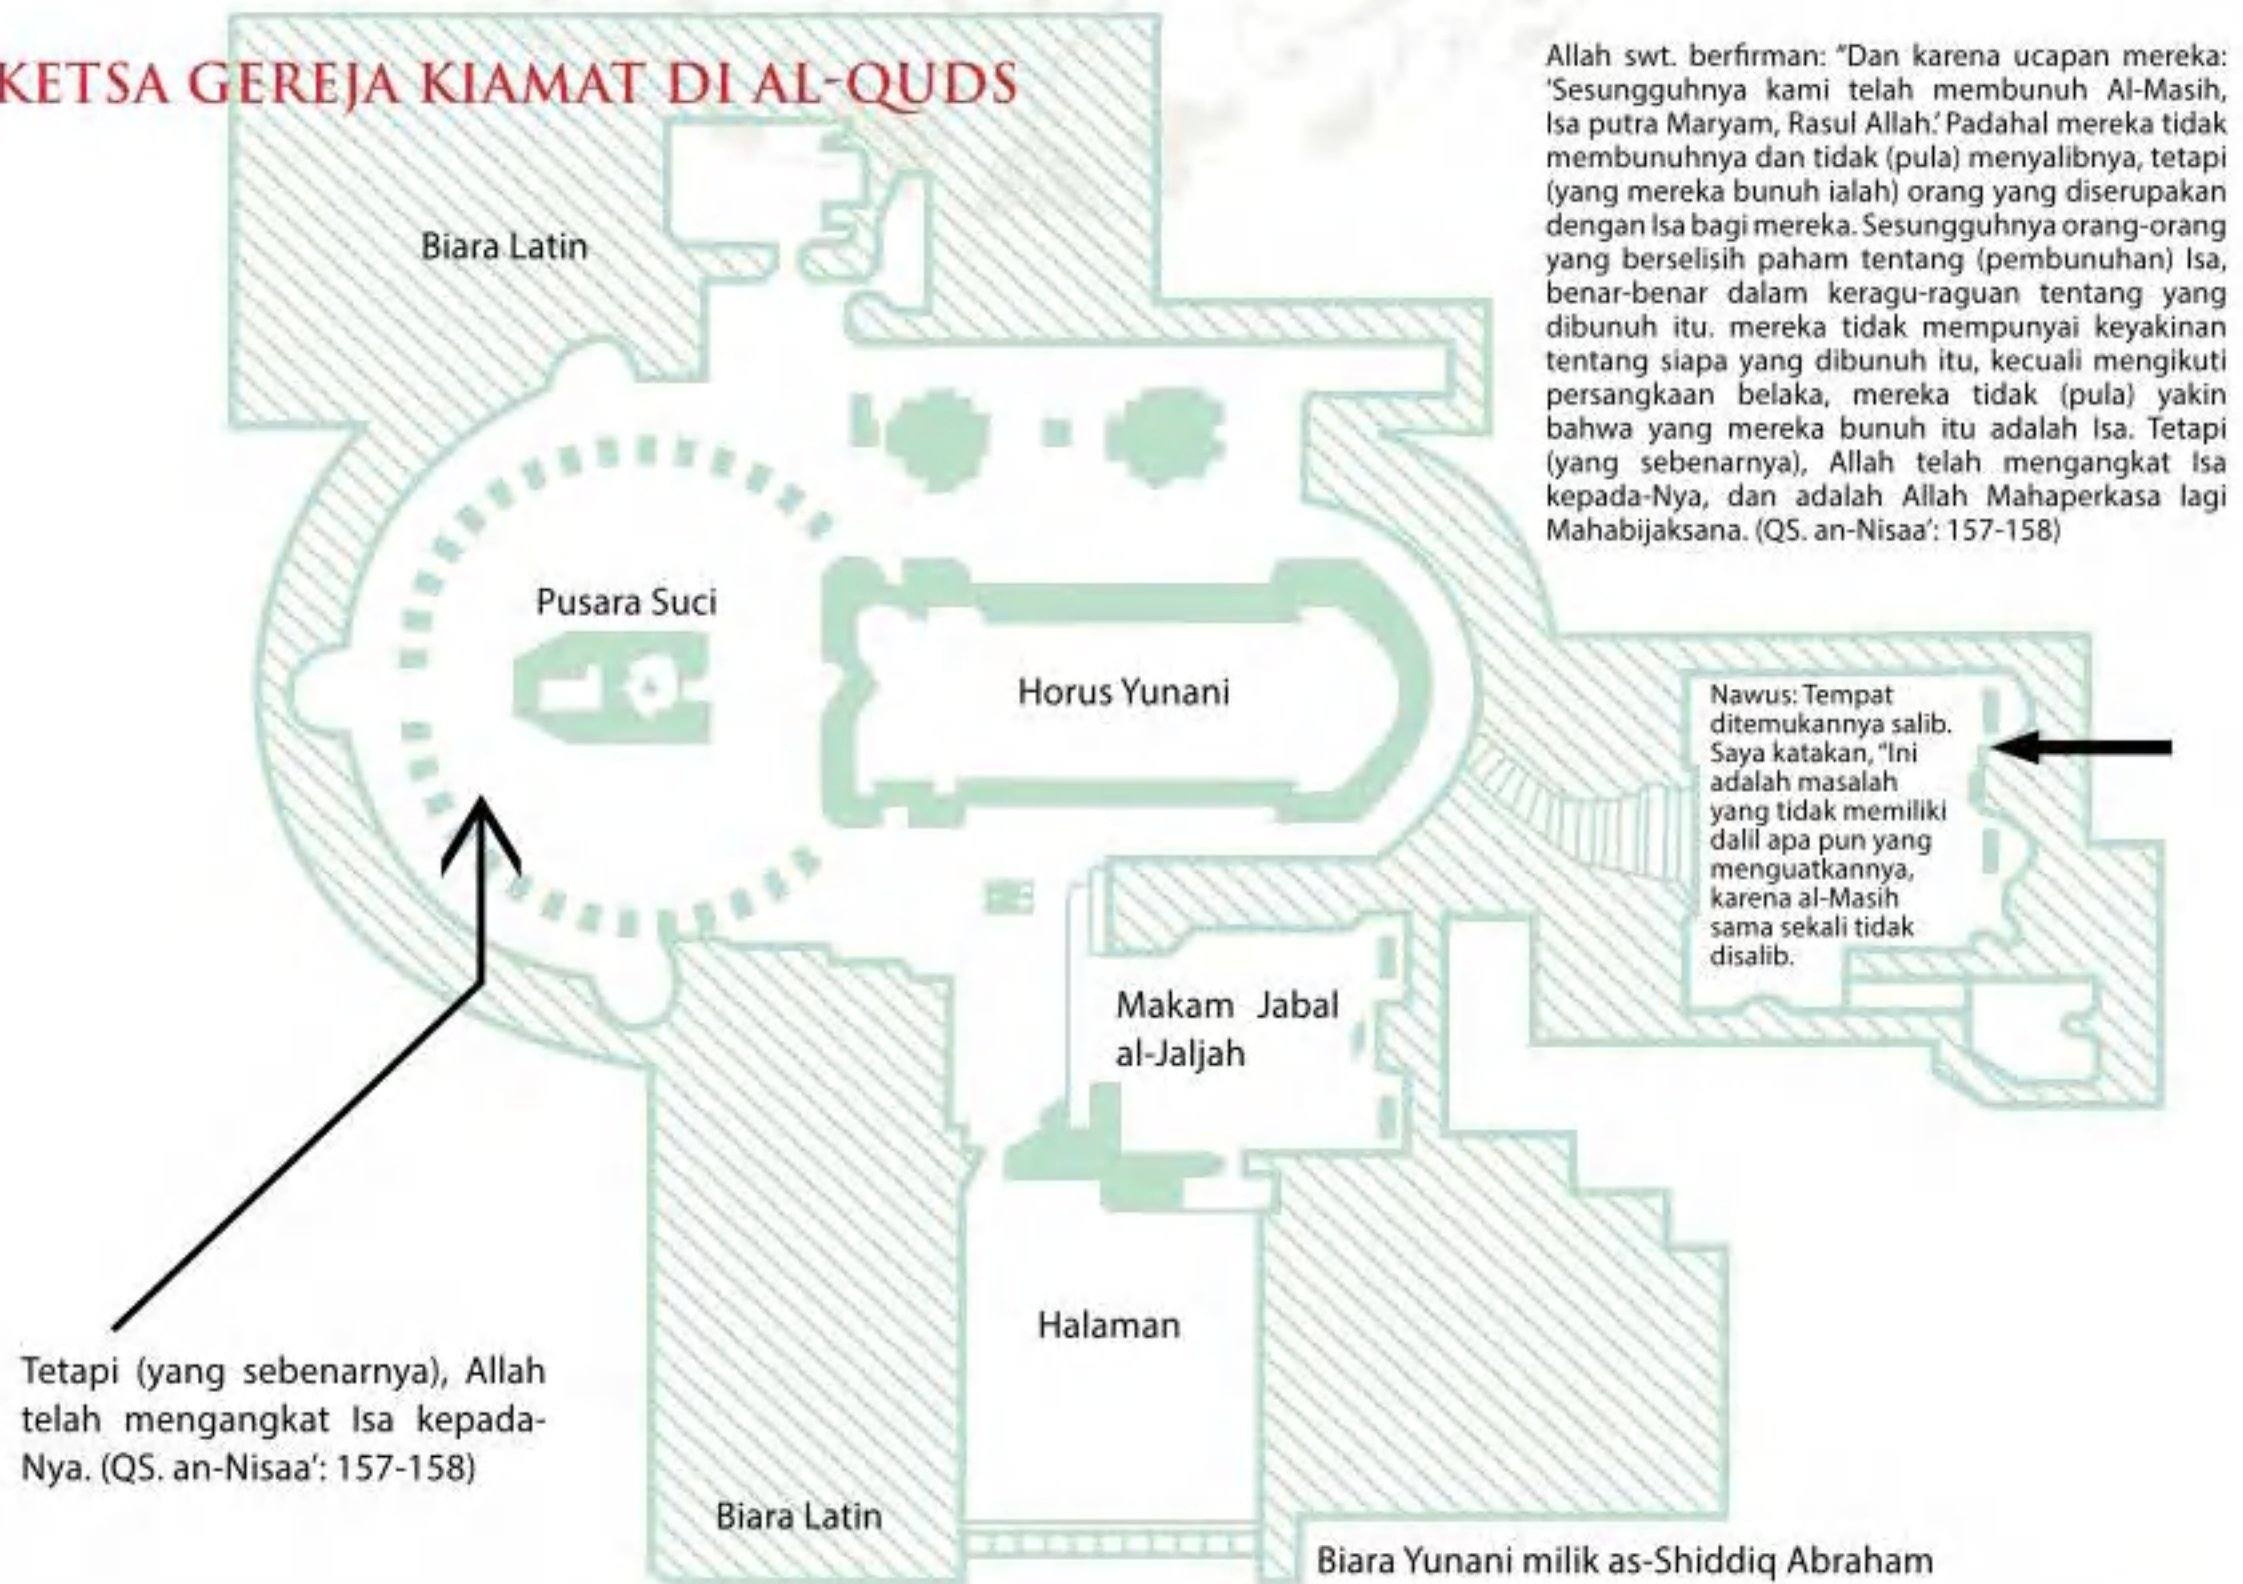 KETSA GEREJA KIAMAT DI AL-QUDS
Allah swt. berfirman: "Dan karena ucapan mereka:
'Sesungguhnya kami telah membunuh Al-Masih,
Isa putra Maryam, Rasul Allah.' Padahal mereka tidak
membunuhnya dan tidak (pula) menyalibnya, tetapi
(yang mereka bunuh ialah) orang yang diserupakan
dengan Isa bagi mereka. Sesungguhnya orang-orang
yang berselisih paham tentang (pembunuhan) Isa,
benar-benar dalam keragu-raguan tentang yang
dibunuh itu. mereka tidak mempunyai keyakinan
tentang siapa yang dibunuh itu, kecuali mengikuti
persangkaan belaka, mereka tidak (pula) yakin
bahwa yang mereka bunuh itu adalah Isa. Tetapi
(yang sebenarnya), Allah telah mengangkat Isa
kepada-Nya, dan adalah Allah Mahaperkasa lagi
Mahabijaksana. (QS. an-Nisaa': 157-158)
Biara Latin
Pusara Suci
Horus Yunani
Nawus: Tempat
ditemukannya salib.
Saya katakan, "Ini
adalah masalah
yang tidak memiliki
dalil apa pun yang
menguatkannya,
karena al-Masih
sama sekali tidak
disalib.
Makam Jabal
al-Jaljah
Halaman
Tetapi (yang sebenarnya), Allah
telah mengangkat Isa kepada-
Nya. (QS. an-Nisaa': 157-158)
Biara Latin
Biara Yunani milik as-Shiddiq Abraham